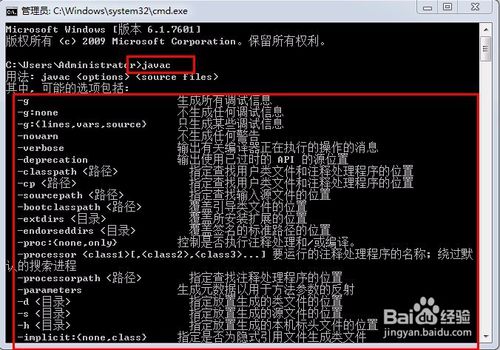 管理员: C:\Windows\system32\cmd.exe
Microsoft Windows [版本 6.1.7601]
版权所有 <c> 2009 Microsoft Corporation。保留所有权利。
C:\Users\Administrator>javac
用法: javac <options> <source files>
其中, 可能的选项包括:
-g 生成所有调试信息
-g:none 不生成任何调试信息
-g:{lines,vars,source} 只生成某些调试信息
-nowarn 不生成任何警告
-verbose 输出有关编译器正在执行的操作的消息
-deprecation 输出使用已过时的 API 的源位置
-classpath <路径> 指定查找用户类文件和注释处理程序的位置
-cp <路径> 指定查找用户类文件和注释处理程序的位置
-sourcepath <路径> 指定查找输入源文件的位置
-bootclasspath <路径> 覆盖引导类文件的位置
-extdirs <目录> 覆盖所安装扩展的位置
-endorseddirs <目录> 覆盖签名的标准路径的位置
-proc:{none,only} 控制是否执行注释处理和/或编译。
-processor <class1>[,<class2>,<class3>...] 要运行的注释处理程序的名称; 绕过默
认的搜索进程
-processorpath <路径> 指定查找注释处理程序的位置
-parameters 生成元数据以用于方法参数的反射
-d <目录> 指定放置生成的类文件的位置
-s <目录> 指定放置生成的源文件的位置
-h <目录> 指定放置生成的本机标头文件的位置
-implicit:{none,class} 指定是否为隐式引用文件生成类文件
Baidu 经验
jingyan.baidu.com